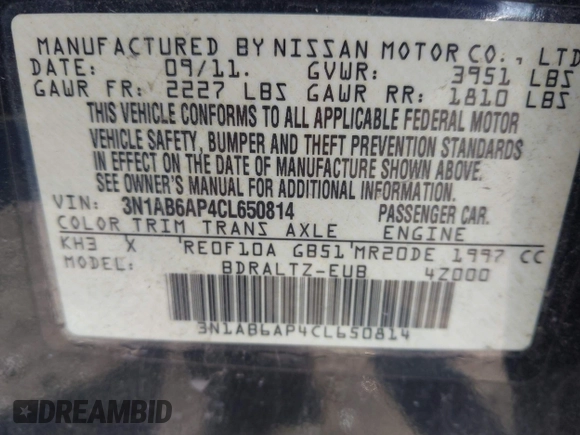 MANUFACTURED BY NISSAN MOTOR CO., LTD
DATE: 09/11. GVWR: 3951 LBS
GAWR FR: 2227 LBS GAWR RR: 1810 LBS
THIS VEHICLE CONFORMS TO ALL APPLICABLE FEDERAL MOTOR
VEHICLE SAFETY, BUMPER AND THEFT PREVENTION STANDARDS
IN EFFECT ON THE DATE OF MANUFACTURE SHOWN ABOVE.
SEE OWNER'S MANUAL FOR ADDITIONAL INFORMATION.
VIN: 3N1AB6AP4CL650814 PASSENGER CAR.
COLOR TRIM TRANS AXLE ENGINE
KH3 X 'RE0F10A GB51'MR20DE 1997 CC
BDRALTZ-EUB 4Z000
3N1AB6AP4CL650814
DREAMBID